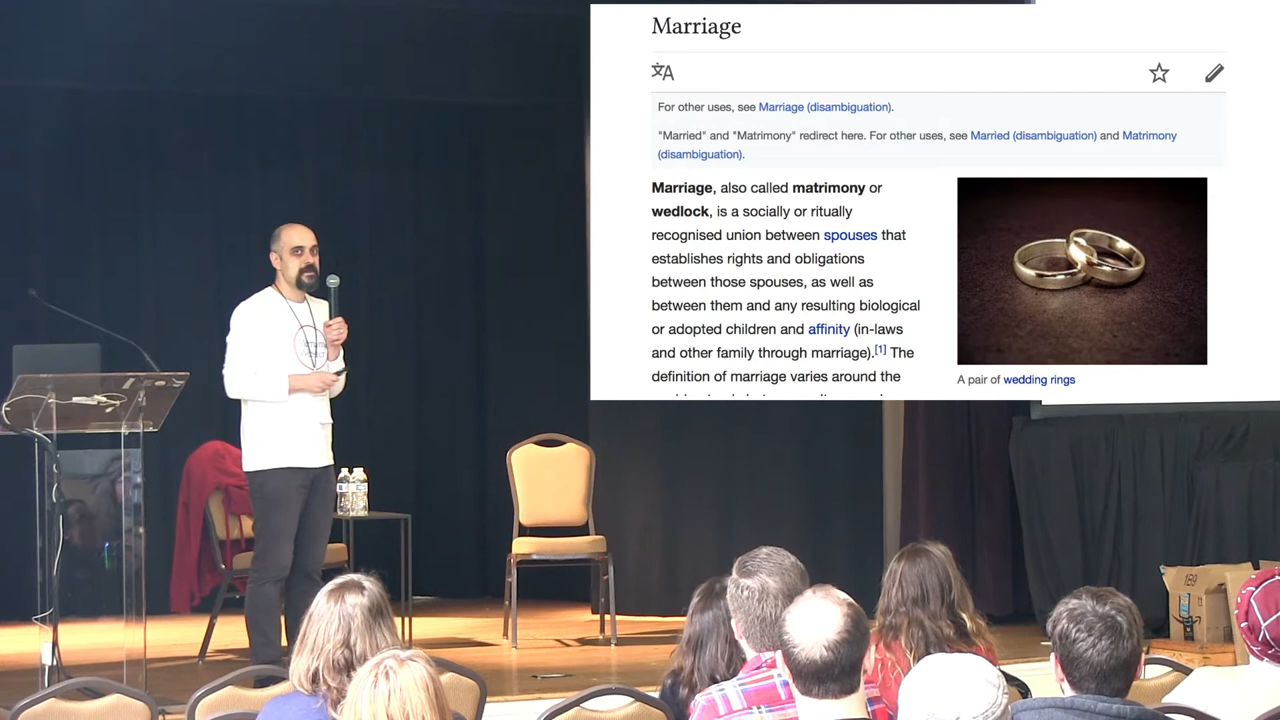 Marriage
文A
For other uses, see Marriage (disambiguation).
"Married" and "Matrimony" redirect here. For other uses, see Married (disambiguation) and Matrimony
(disambiguation).
Marriage, also called matrimony or
wedlock, is a socially or ritually
recognised union between spouses that
establishes rights and obligations
between those spouses, as well as
between them and any resulting biological
or adopted children and affinity (in-laws
and other family through marriage).[1] The
definition of marriage varies around the
A pair of wedding rings